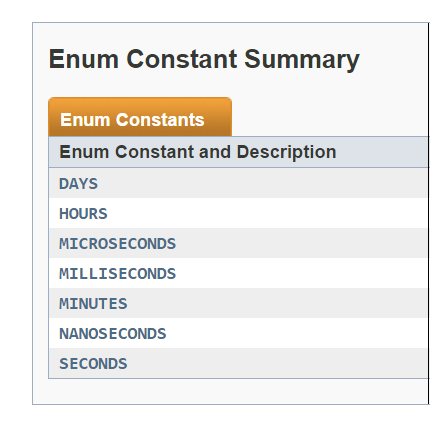 Enum Constant Summary
Enum Constants
Enum Constant and Description
DAYS
HOURS
MICROSECONDS
MILLISECONDS
MINUTES
NANOSECONDS
SECONDS